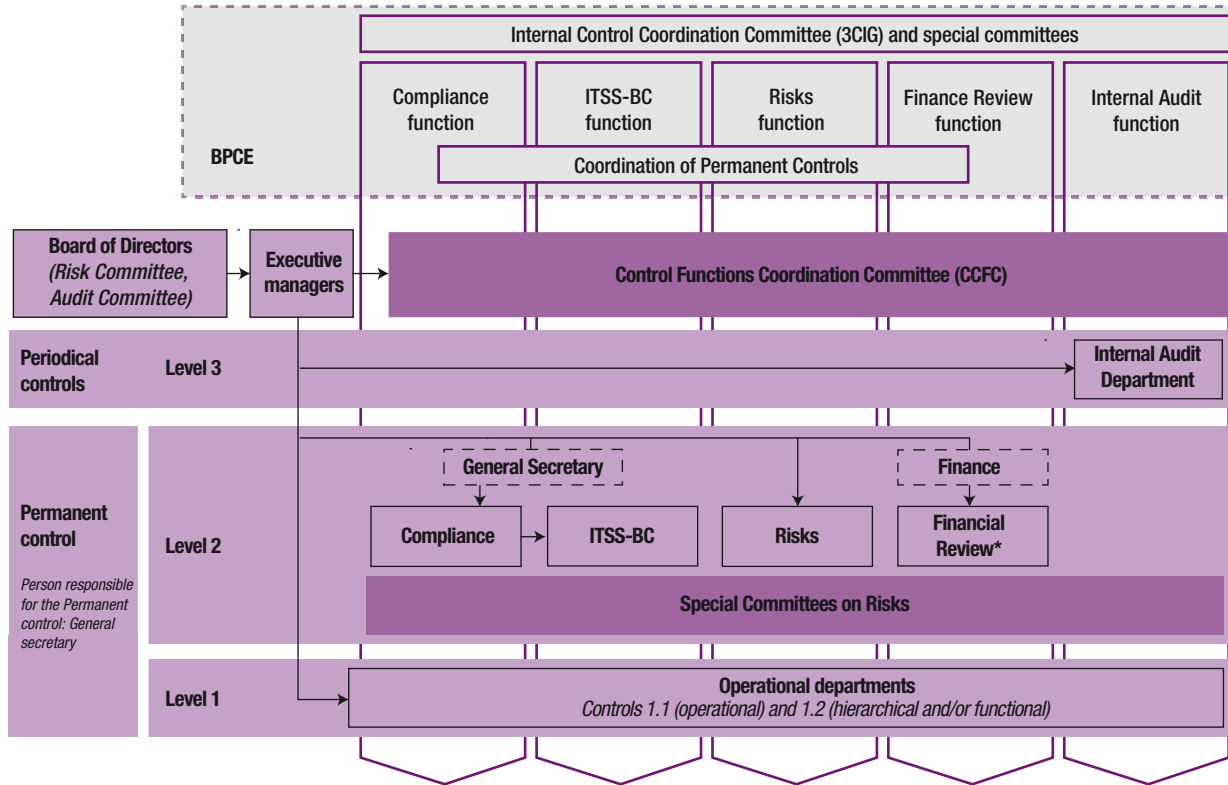 Internal Control Coordination Committee (3CIG) and special committees
Compliance
function
ITSS-BC
function
Risks
function
Finance Review
function
Internal Audit
function
BPCE
Coordination of Permanent Controls
Board of Directors
(Risk Committee,
Audit Committee)
Executive
managers
Control Functions Coordination Committee (CCFC)
Periodical
controls
Level 3
Internal Audit
Department
General Secretary
Finance
Permanent
control
Person responsible
for the Permanent
control: General
secretary
Level 2
Compliance
ITSS-BC
Risks
Financial
Review*
Special Committees on Risks
Level 1
Operational departments
Controls 1.1 (operational) and 1.2 (hierarchical and/or functional)